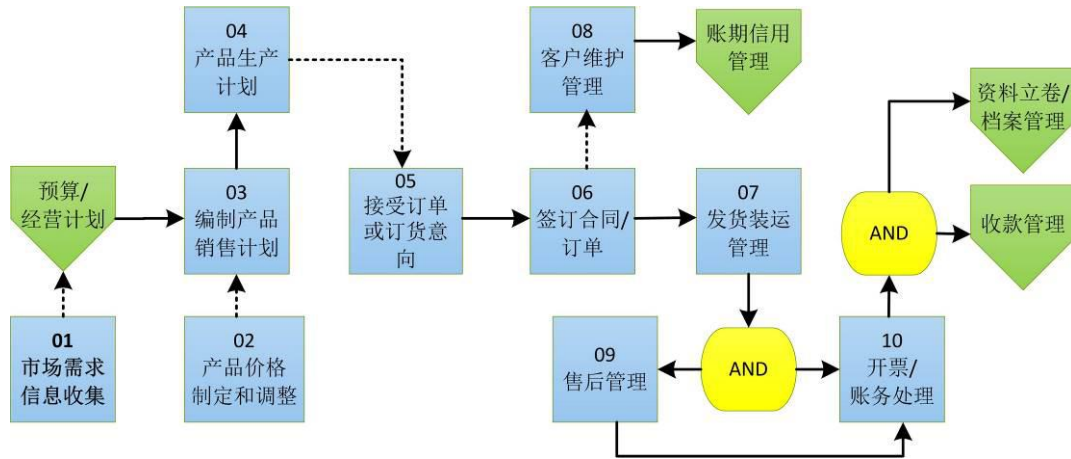 04
产品生产
计划
08
客户维护
管理
账期信用
管理
资料立卷/
档案管理
预算/
经营计划
03
编制产品
销售计划
05
接受订单
或订货意
向
06
签订合同/
订单
07
发货装运
管理
AND
收款管理
01
市场需求
信息收集
02
产品价格
制定和调整
09
售后管理
AND
10
开票/
账务处理